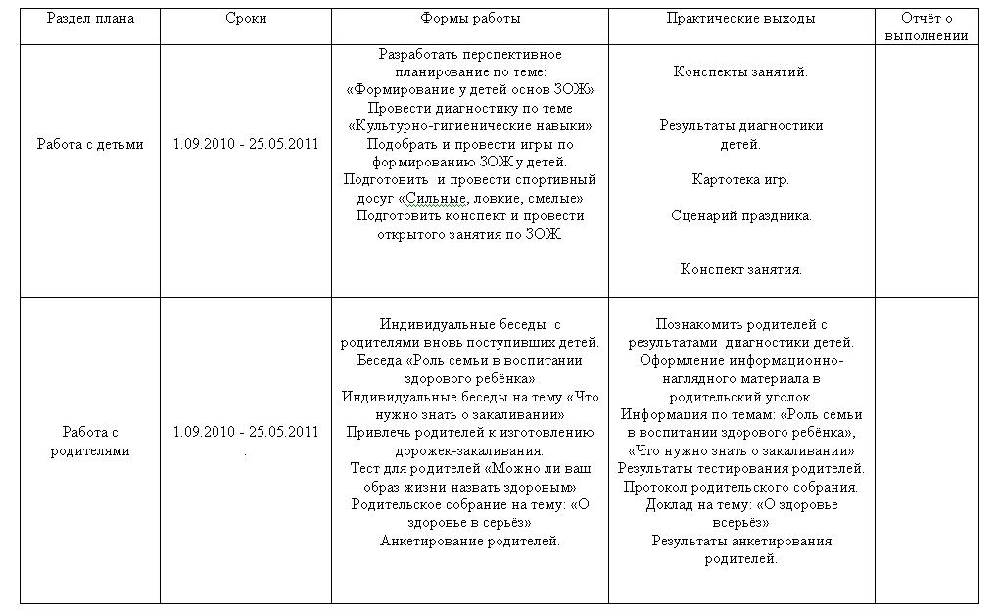 Раздел плана
Сроки
Формы работы
Практические выходы
Отчёт о
выполнении
Работа с детьми
1.09.2010 - 25.05.2011
Разработать перспективное
планирование по теме:
«Формирование у детей основ ЗОЖ»
Провести диагностику по теме
«Культурно-гигиенические навыки»
Подобрать и провести игры по
формированию ЗОЖ у детей.
Подготовить и провести спортивный
досуг «Сильные, ловкие, смелые»
Подготовить конспект и провести
открытого занятия по ЗОЖ.
Конспекты занятий.
Результаты диагностики
детей.
Картотека игр.
Сценарий праздника.
Конспект занятия.
Работа с
родителями
1.09.2010 - 25.05.2011
.
Индивидуальные беседы с
родителями вновь поступивших детей.
Беседа «Роль семьи в воспитании
здорового ребёнка»
Индивидуальные беседы на тему «Что
нужно знать о закаливании»
Привлечь родителей к изготовлению
дорожек-закаливания.
Тест для родителей «Можно ли ваш
образ жизни назвать здоровым»
Родительское собрание на тему: «О
здоровье в серьёз»
Анкетирование родителей.
Познакомить родителей с
результатами диагностики детей.
Оформление информационно-
наглядного материала в
родительский уголок.
Информация по темам: «Роль семьи
в воспитании здорового ребёнка»,
«Что нужно знать о закаливании»
Результаты тестирования родителей.
Протокол родительского собрания.
Доклад на тему: «О здоровье
всерьёз»
Результаты анкетирования
родителей.